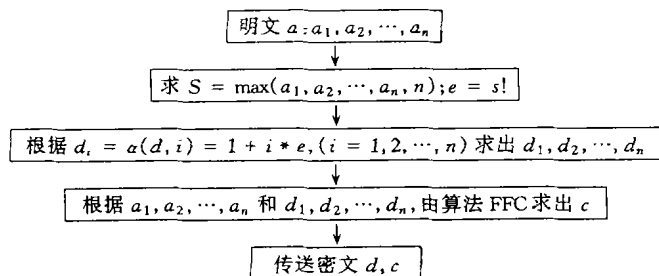 明文 a:a₁,a₂,⋯,aₙ
求 S = max(a₁,a₂,⋯,aₙ,n);e = s!
根据 dᵢ = α(d,i) = 1 + i * e,(i = 1,2,⋯,n) 求出 d₁,d₂,⋯,dₙ
根据 a₁,a₂,⋯,aₙ 和 d₁,d₂,⋯,dₙ,由算法 FFC 求出 c
传送密文 d,c